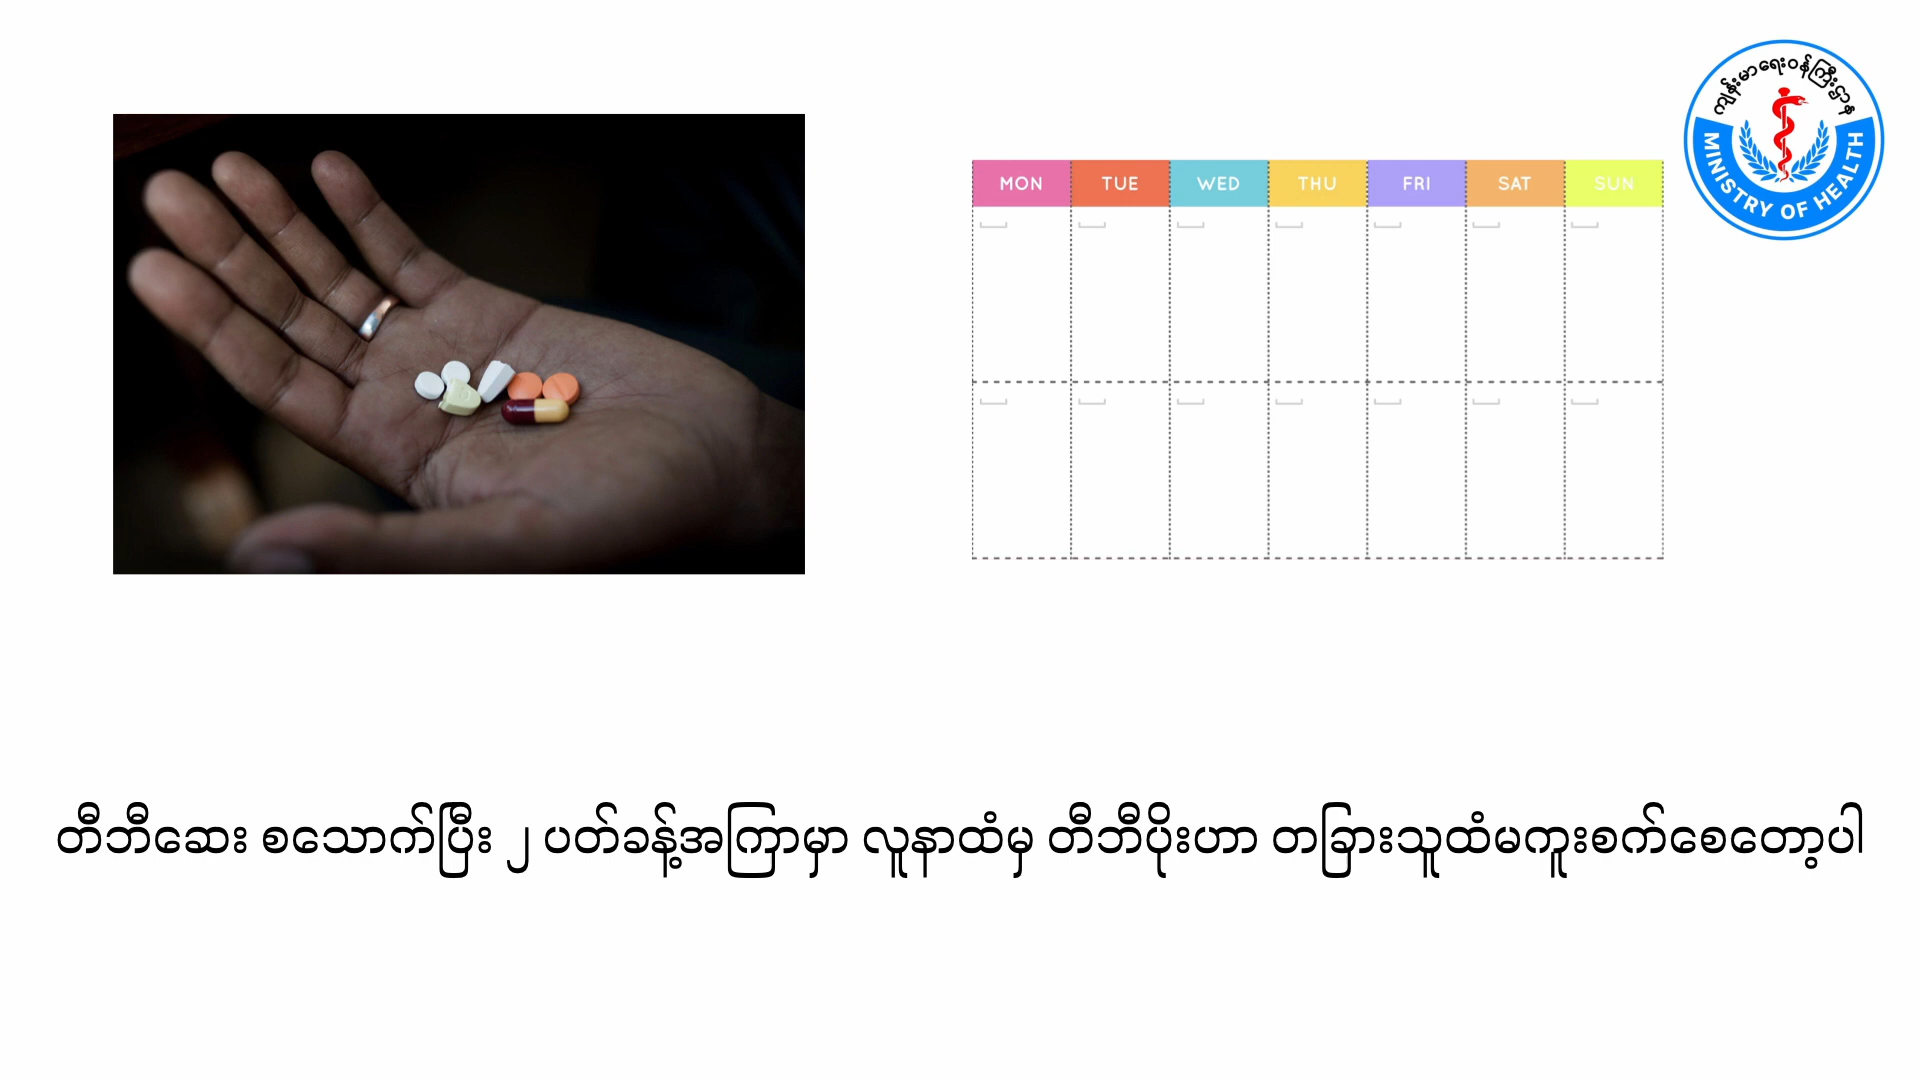 ကျန်းမာရေးဝန်ကြီးဌာန
MINISTRY OF HEALTH
MON TUE WED THU FRI SAT SUN
တီဘီဆေး စသောက်ပြီး ၂ ပတ်ခန့်အကြာမှာ လူနာထံမှ တီဘီပိုးဟာ တခြားသူထံမကူးစက်စေတော့ပါ